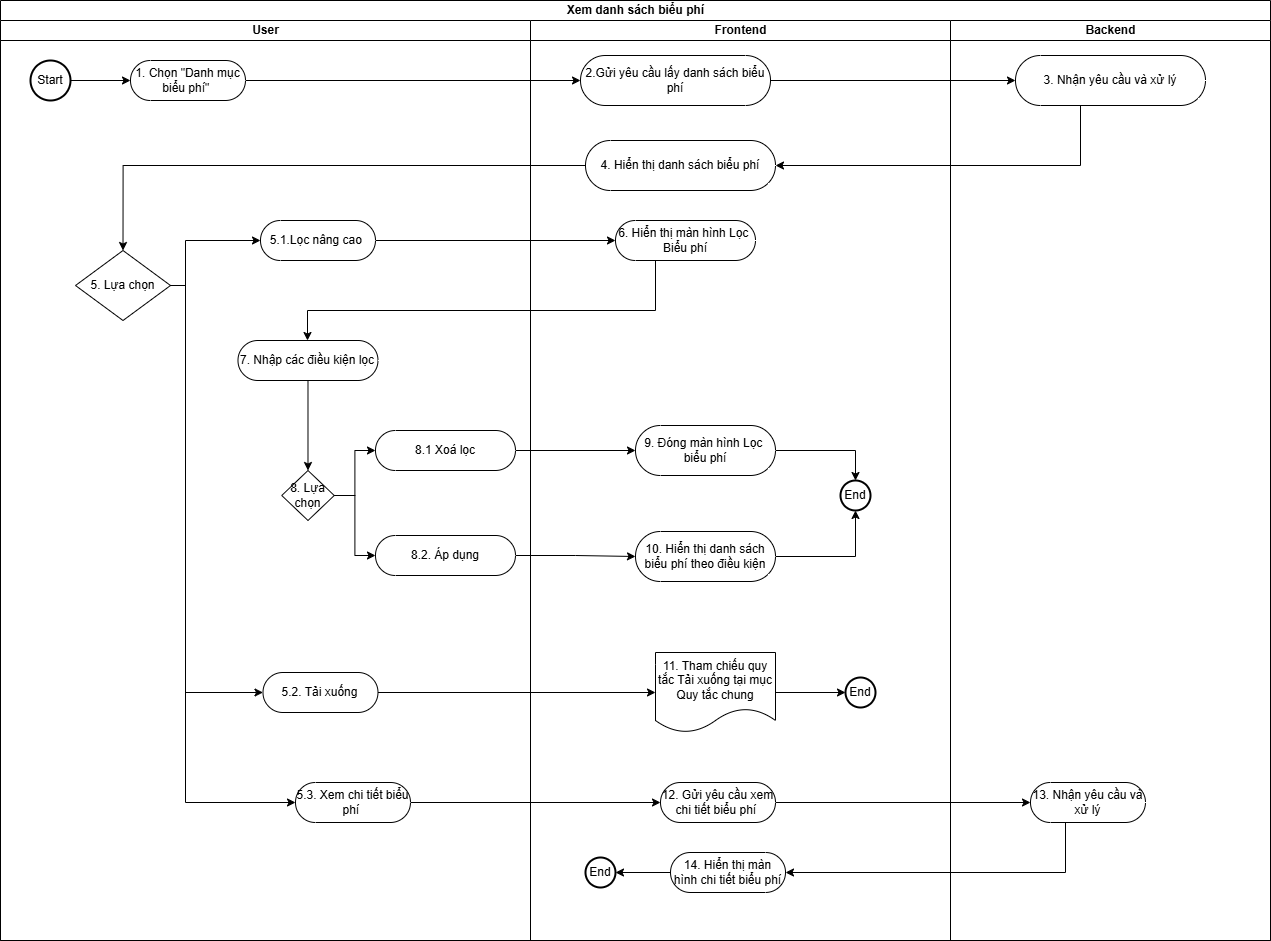 Xem danh sách biểu phí
User
Frontend
Backend
Start
1. Chọn "Danh mục
biểu phí"
2.Gửi yêu cầu lấy danh sách biểu
phí
3. Nhận yêu cầu và xử lý
4. Hiển thị danh sách biểu phí
5. Lựa chọn
5.1.Lọc nâng cao
6. Hiển thị màn hình Lọc
Biểu phí
7. Nhập các điều kiện lọc
8. Lựa
chọn
8.1 Xoá lọc
9. Đóng màn hình Lọc
biểu phí
End
8.2. Áp dụng
10. Hiển thị danh sách
biểu phí theo điều kiện
5.2. Tải xuống
11. Tham chiếu quy
tắc Tải xuống tại mục
Quy tắc chung
End
5.3. Xem chi tiết biểu
phí
12. Gửi yêu cầu xem
chi tiết biểu phí
13. Nhận yêu cầu và
xử lý
End
14. Hiển thị màn
hình chi tiết biểu phí